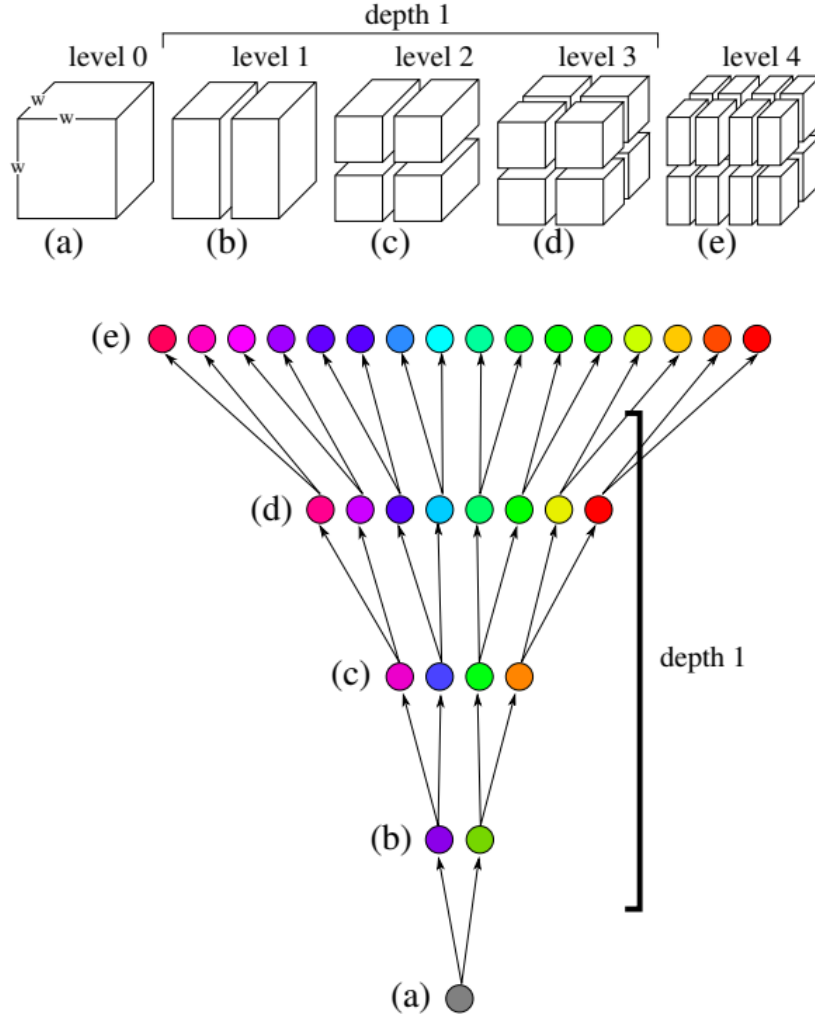 depth 1
level 0 level 1 level 2 level 3 level 4
w
w
w
(a) (b) (c) (d) (e)
(e)
(d)
(c)
depth 1
(b)
(a)